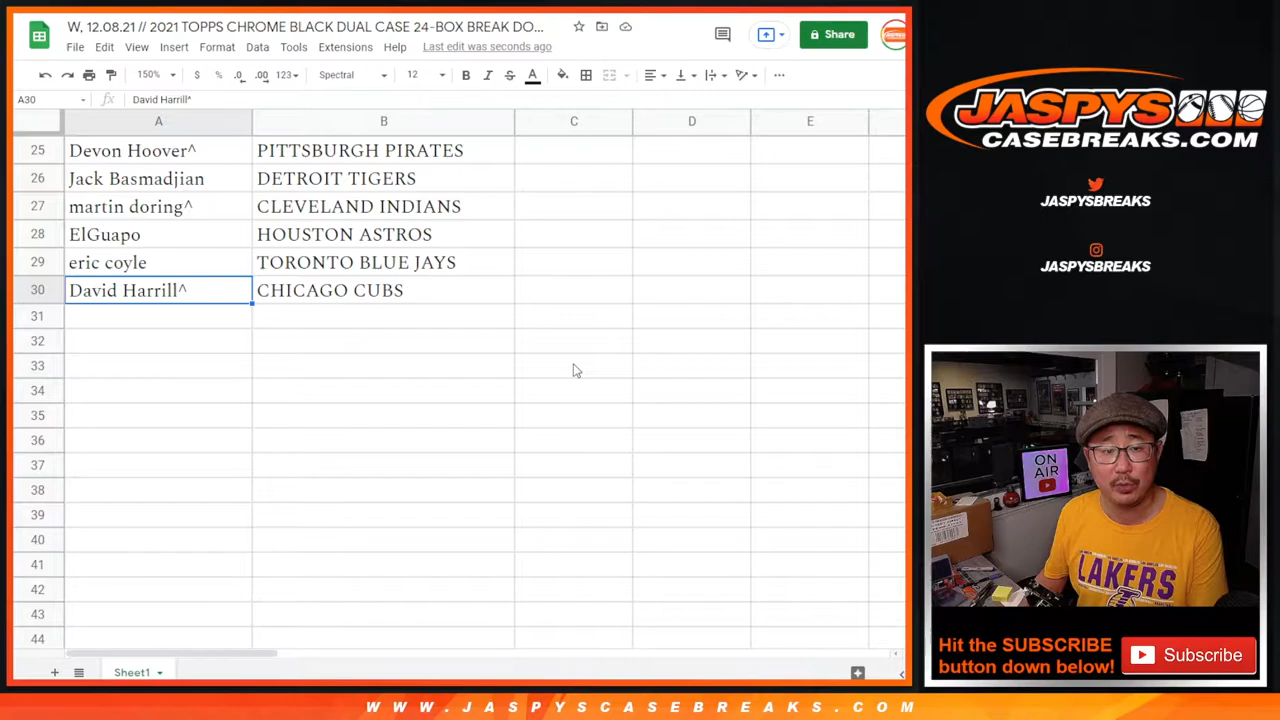 W, 12.08.21 // 2021 TOPPS CHROME BLACK DUAL CASE 24-BOX BREAK DO...
File Edit View Insert Format Data Tools Extensions Help Last edit was seconds ago
Share
150% $ % .0 .00 123 Spectral 12 B I S A
A30 fx David Harrill^
A B C D E
25 Devon Hoover^ PITTSBURGH PIRATES
26 Jack Basmadjian DETROIT TIGERS
27 martin doring^ CLEVELAND INDIANS
28 ElGuapo HOUSTON ASTROS
29 eric coyle TORONTO BLUE JAYS
30 David Harrill^ CHICAGO CUBS
31
32
33
34
35
36
37
38
39
40
41
42
43
44
Sheet1
JASPYS
CASEBREAKS.COM
JASPYSBREAKS
JASPYSBREAKS
ON
AIR
LAKERS
Hit the SUBSCRIBE
button down below!
Subscribe
WWW.JASPYSCASEBREAKS.COM